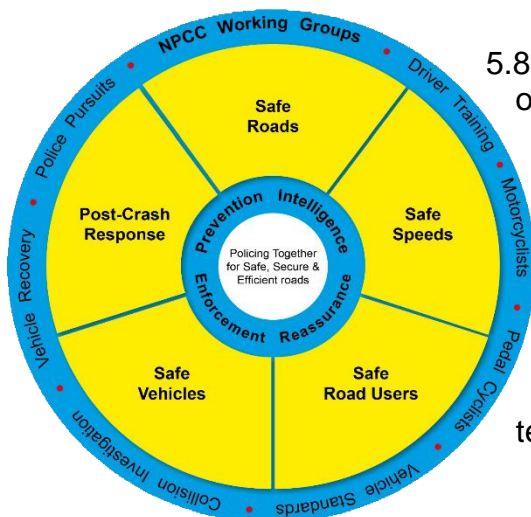 NPCC Working Groups
Driver Training
Motorcyclists
Pedal Cyclists
Vehicle Standards
Collision Investigation
Vehicle Recovery
Police Pursuits
Safe
Roads
Safe
Speeds
Safe
Road Users
Safe
Vehicles
Post-Crash
Response
Prevention Intelligence
Enforcement Reassurance
Policing Together
for Safe, Secure &
Efficient roads
5.8
o
te